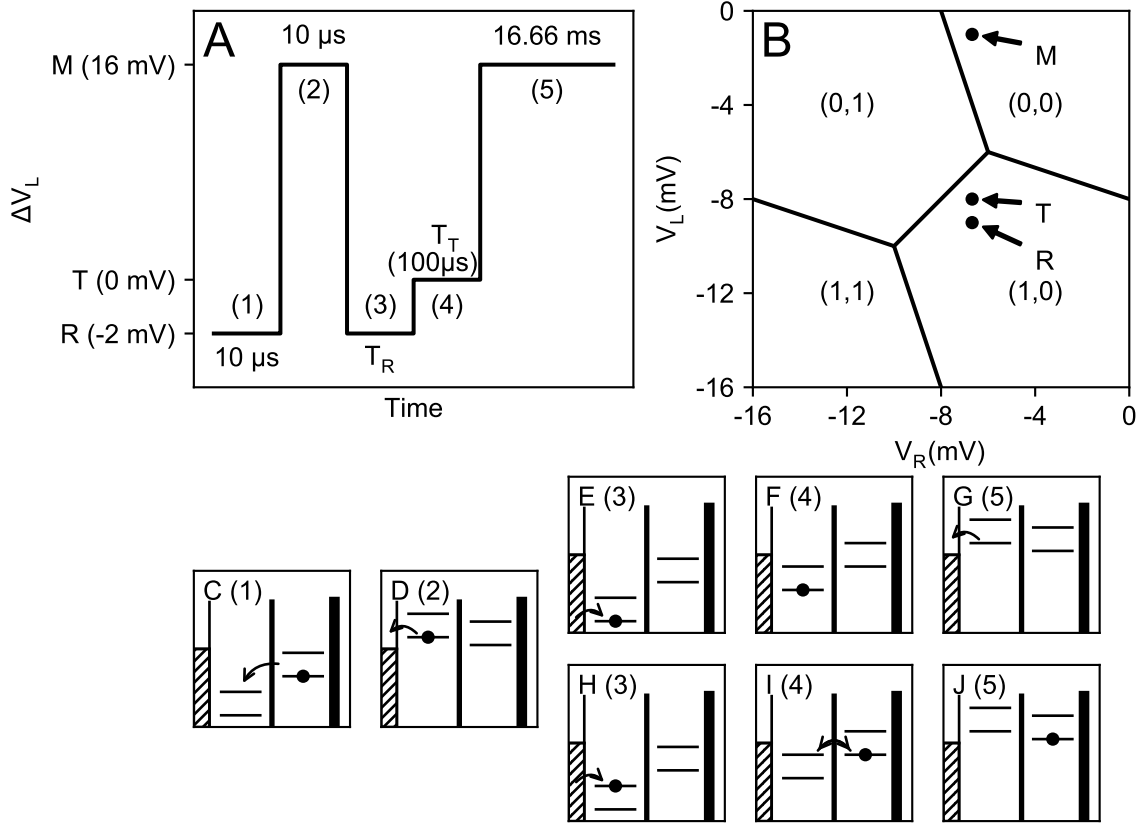 A
10 µs
16.66 ms
M (16 mV)
(2)
(5)
ΔV_L
T_T
(100µs)
T (0 mV)
(1)
(3)
(4)
R (-2 mV)
10 µs
T_R
Time
B
0
-4
-8
-12
-16
V_L(mV)
M
(0,1)
(0,0)
T
R
(1,1)
(1,0)
-16
-12
-8
-4
0
V_R(mV)
C (1)
D (2)
E (3)
F (4)
G (5)
H (3)
I (4)
J (5)